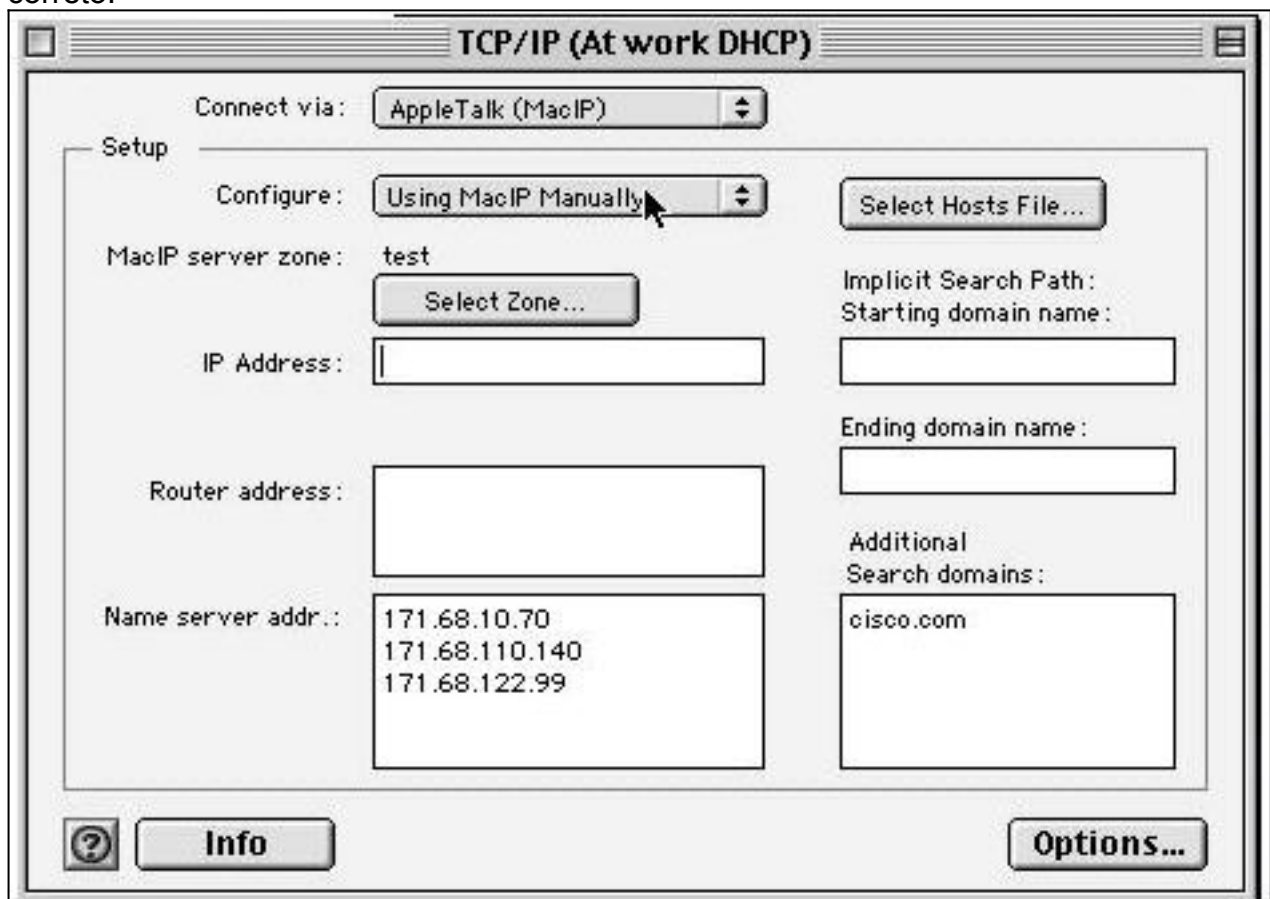 correto.
TCP/IP (At work DHCP)
Connect via:
AppleTalk (MacIP)
Setup
Configure:
Using MacIP Manually
Select Hosts File...
MacIP server zone:
test
Select Zone...
Implicit Search Path:
Starting domain name:
IP Address:
Ending domain name:
Router address:
Additional
Search domains:
Name server addr.:
171.68.10.70
171.68.110.140
171.68.122.99
cisco.com
?
Info
Options...